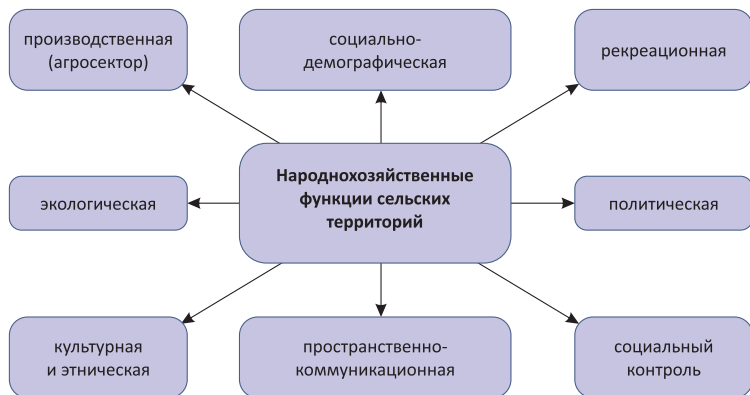 производственная
(агросектор)
социально-
демографическая
рекреационная
экологическая
Народнохозяйственные
функции сельских
территорий
политическая
культурная
и этническая
пространственно-
коммуникационная
социальный
контроль